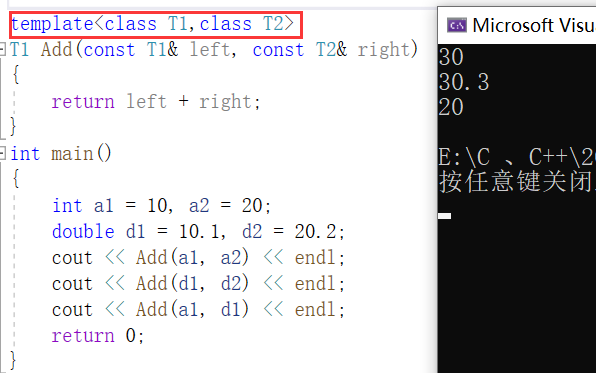 template<class T1,class T2>
T1 Add(const T1& left, const T2& right)
{
    return left + right;
}
int main()
{
    int a1 = 10, a2 = 20;
    double d1 = 10.1, d2 = 20.2;
    cout << Add(a1, a2) << endl;
    cout << Add(d1, d2) << endl;
    cout << Add(a1, d1) << endl;
    return 0;
}
Microsoft Visu
30
30.3
20
E:\C 、C++\2
按任意键关闭